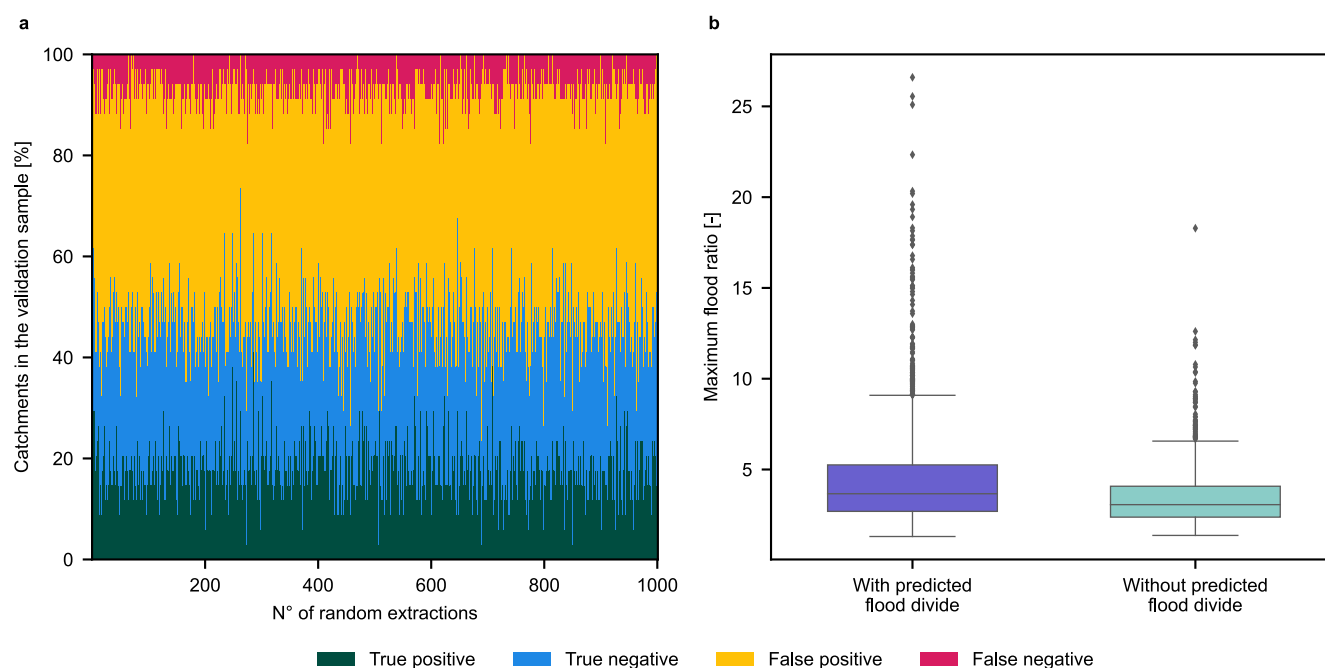 a
100
80
60
40
20
0
Catchments in the validation sample [%]
200
400
600
800
1000
N° of random extractions
b
25
20
15
10
5
Maximum flood ratio [-]
With predicted
flood divide
Without predicted
flood divide
True positive
True negative
False positive
False negative